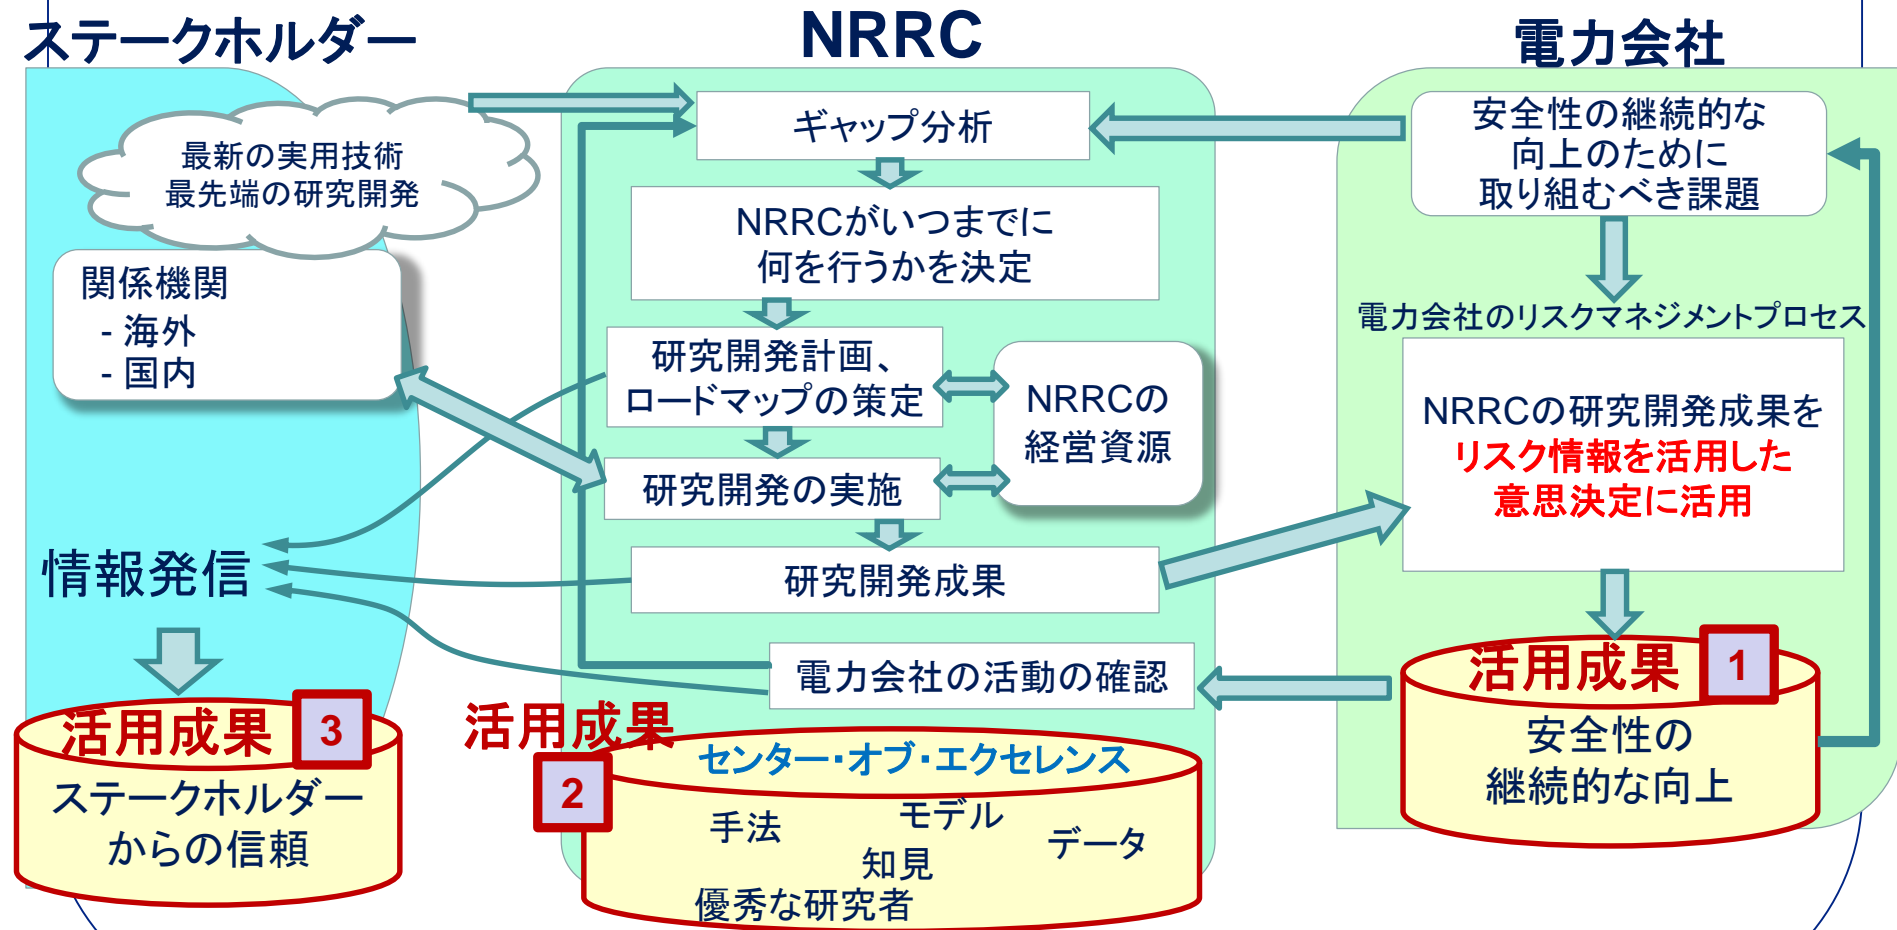 ステークホルダー
NRRC
電力会社
最新の実用技術
最先端の研究開発
関係機関
- 海外
- 国内
情報発信
活用成果
3
ステークホルダー
からの信頼
ギャップ分析
NRRCがいつまでに
何を行うかを決定
研究開発計画、
ロードマップの策定
NRRCの
経営資源
研究開発の実施
研究開発成果
電力会社の活動の確認
活用成果
2
センター・オブ・エクセレンス
手法
モデル
データ
知見
優秀な研究者
安全性の継続的な
向上のために
取り組むべき課題
電力会社のリスクマネジメントプロセス
NRRCの研究開発成果を
リスク情報を活用した
意思決定に活用
活用成果
1
安全性の
継続的な向上